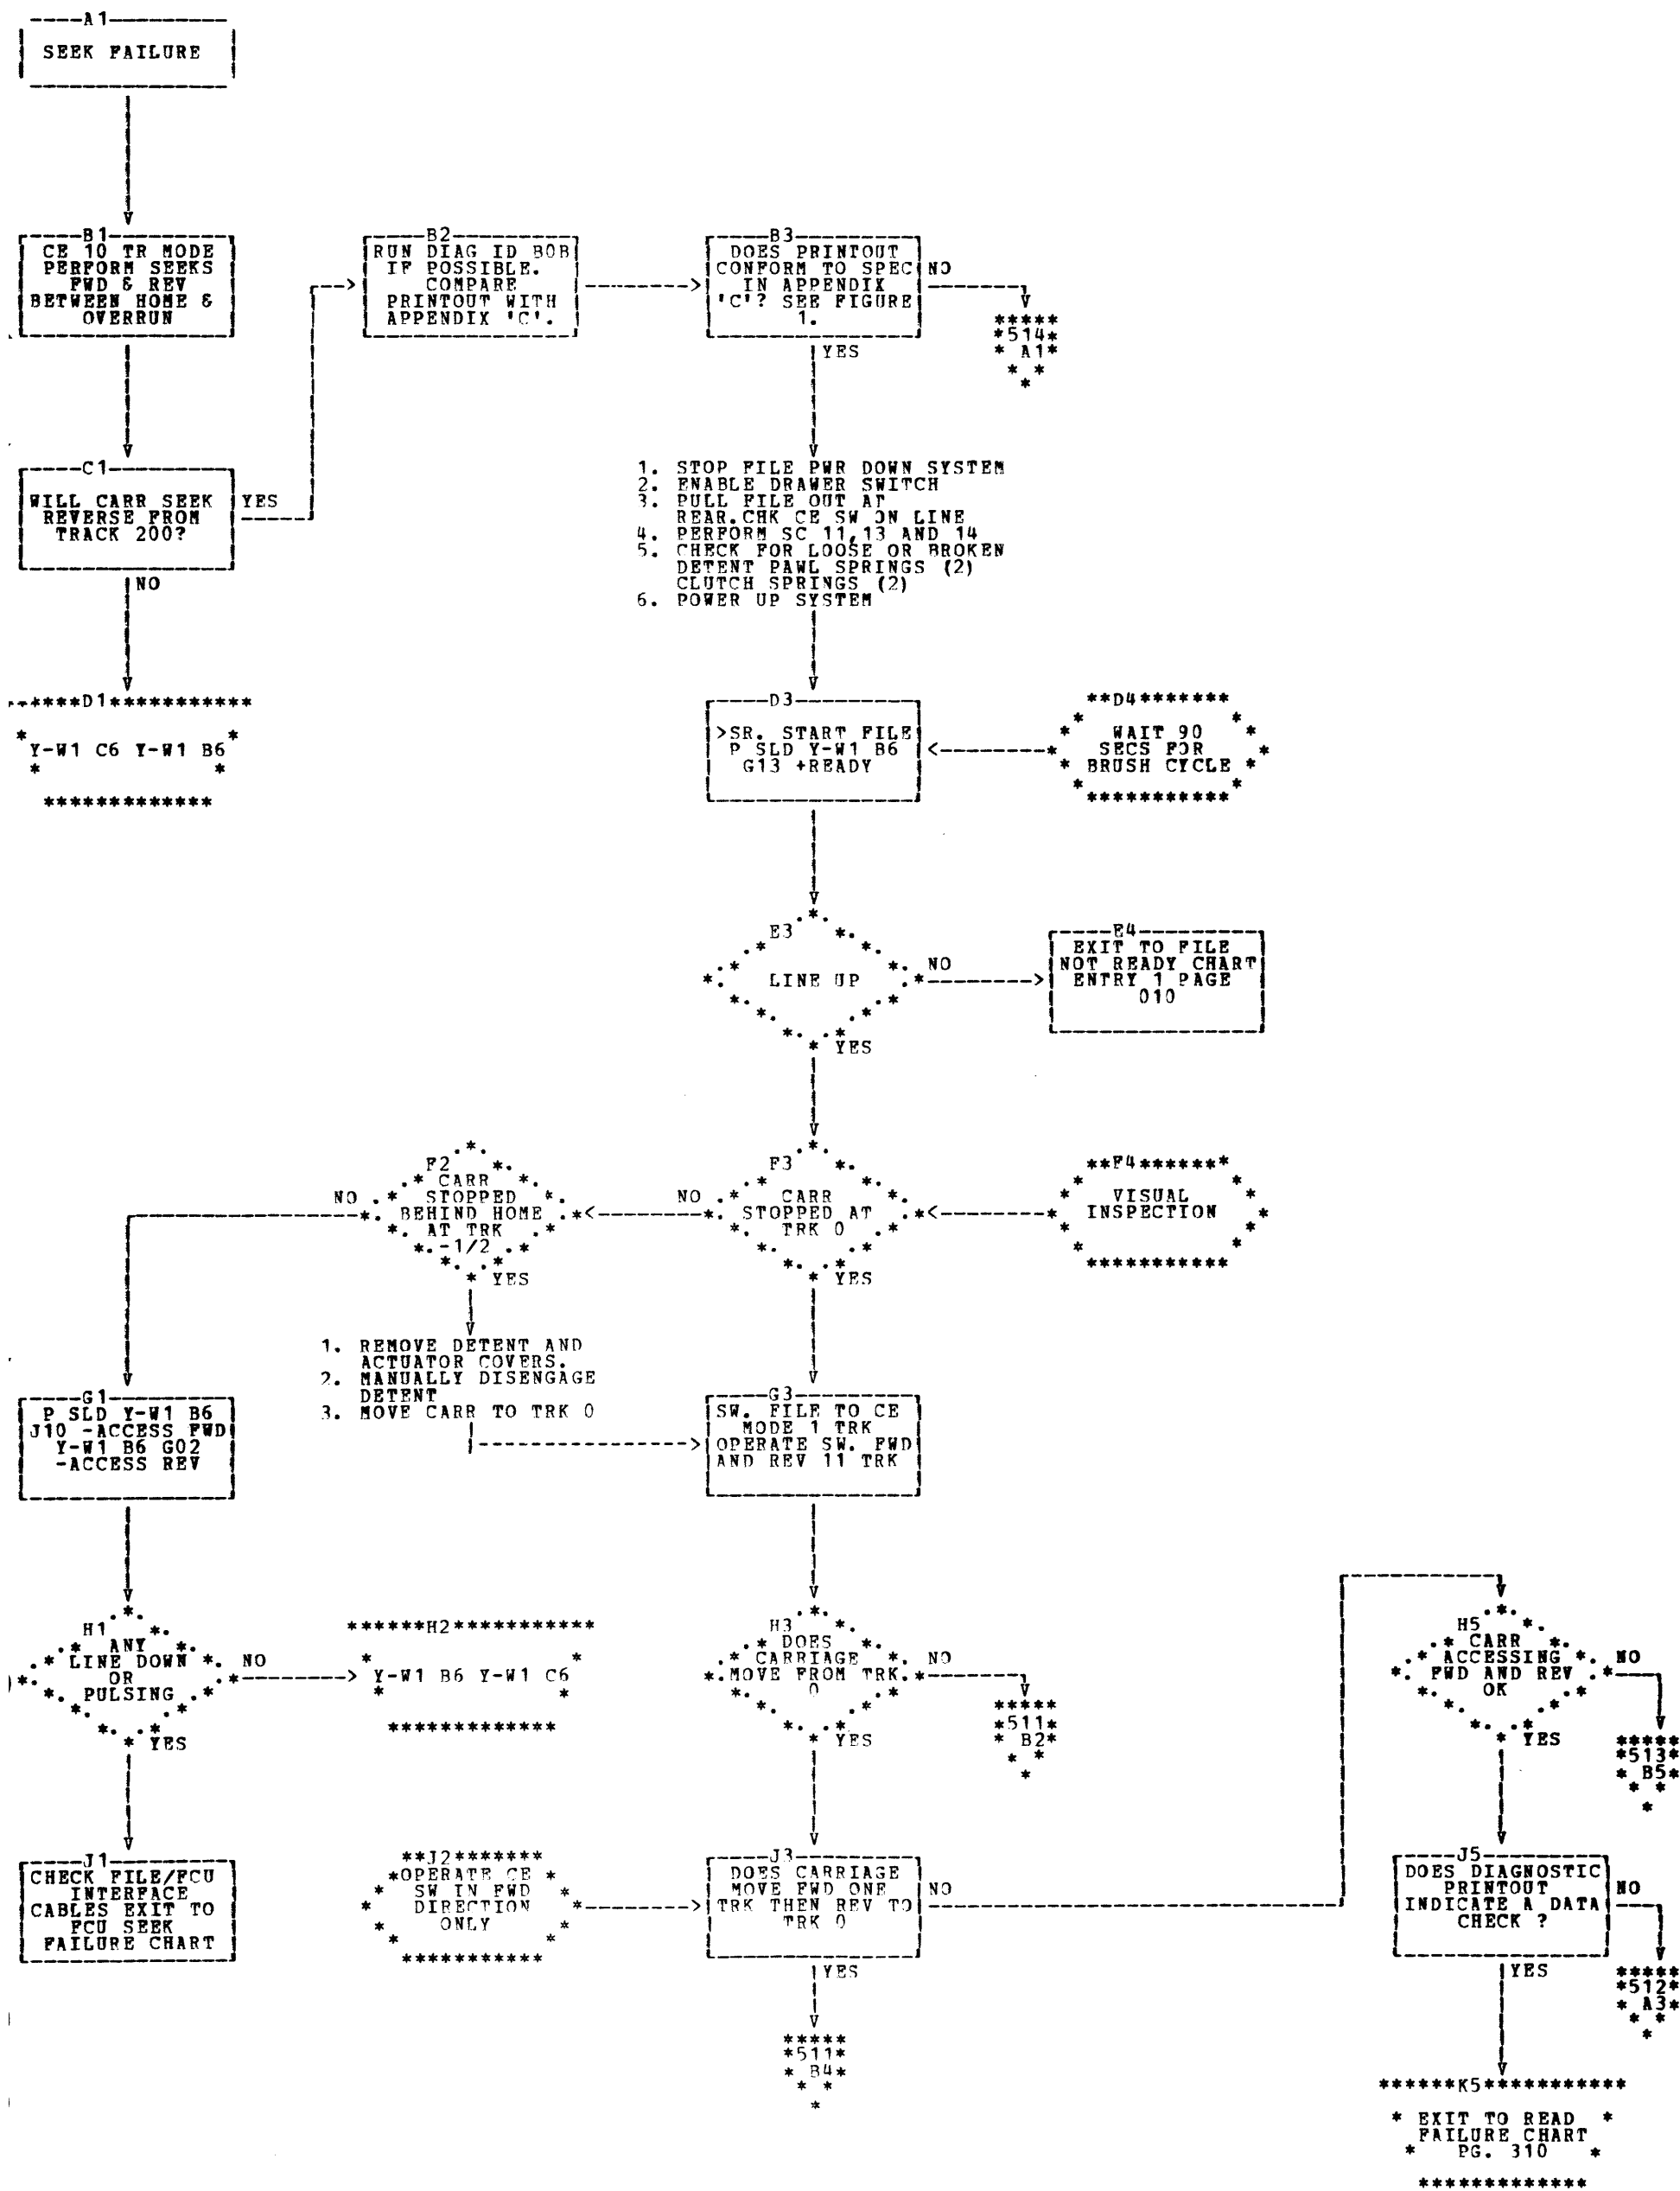 A1
SEEK FAILURE
B1
CE 10 TR MODE
PERFORM SEEKS
FWD & REV
BETWEEN HOME &
OVERRUN
B2
RUN DIAG ID B0B
IF POSSIBLE.
COMPARE
PRINTOUT WITH
APPENDIX 'C'.
B3
DOES PRINTOUT
CONFORM TO SPEC
IN APPENDIX
'C'? SEE FIGURE
1.
NO
*514*
A1*
YES
C1
WILL CARR SEEK
REVERSE FROM
TRACK 200?
YES
NO
1. STOP FILE PWR DOWN SYSTEM
2. ENABLE DRAWER SWITCH
3. PULL FILE OUT AT
REAR.CHK CE SW ON LINE
4. PERFORM SC 11,13 AND 14
5. CHECK FOR LOOSE OR BROKEN
DETENT PAWL SPRINGS (2)
CLUTCH SPRINGS (2)
6. POWER UP SYSTEM
D1
Y-W1 C6 Y-W1 B6
D3
>SR. START FILE
P SLD Y-W1 B6
G13 +READY
D4
WAIT 90
SECS FOR
BRUSH CYCLE
E3
LINE UP
NO
YES
E4
EXIT TO FILE
NOT READY CHART
ENTRY 1 PAGE
010
F2
CARR
STOPPED
BEHIND HOME
AT TRK
-1/2
NO
YES
F3
CARR
STOPPED AT
TRK 0
NO
YES
F4
VISUAL
INSPECTION
1. REMOVE DETENT AND
ACTUATOR COVERS.
2. MANUALLY DISENGAGE
DETENT
3. MOVE CARR TO TRK 0
G1
P SLD Y-W1 B6
J10 -ACCESS FWD
Y-W1 B6 G02
-ACCESS REV
G3
SW. FILE TO CE
MODE 1 TRK
OPERATE SW. FWD
AND REV 11 TRK
H1
ANY
LINE DOWN
OR
PULSING
NO
YES
H2
Y-W1 B6 Y-W1 C6
H3
DOES
CARRIAGE
MOVE FROM TRK
0
NO
*511*
* B2*
YES
H5
CARR
ACCESSING
FWD AND REV
OK
NO
*513*
* B5*
YES
J1
CHECK FILE/FCU
INTERFACE
CABLES EXIT TO
FCU SEEK
FAILURE CHART
J2
OPERATE CE
SW IN FWD
DIRECTION
ONLY
J3
DOES CARRIAGE
MOVE FWD ONE
TRK THEN REV TO
TRK 0
NO
YES
*511*
* B4*
J5
DOES DIAGNOSTIC
PRINTOUT
INDICATE A DATA
CHECK ?
NO
*512*
* A3*
YES
K5
EXIT TO READ
FAILURE CHART
PG. 310